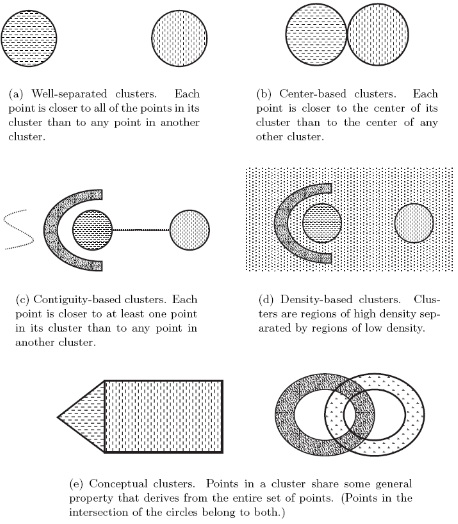 (a) Well-separated clusters. Each
point is closer to all of the points in its
cluster than to any point in another
cluster.
(b) Center-based clusters. Each
point is closer to the center of its
cluster than to the center of any
other cluster.
(c) Contiguity-based clusters. Each
point is closer to at least one point
in its cluster than to any point in
another cluster.
(d) Density-based clusters. Clus-
ters are regions of high density sep-
arated by regions of low density.
(e) Conceptual clusters. Points in a cluster share some general
property that derives from the entire set of points. (Points in the
intersection of the circles belong to both.)